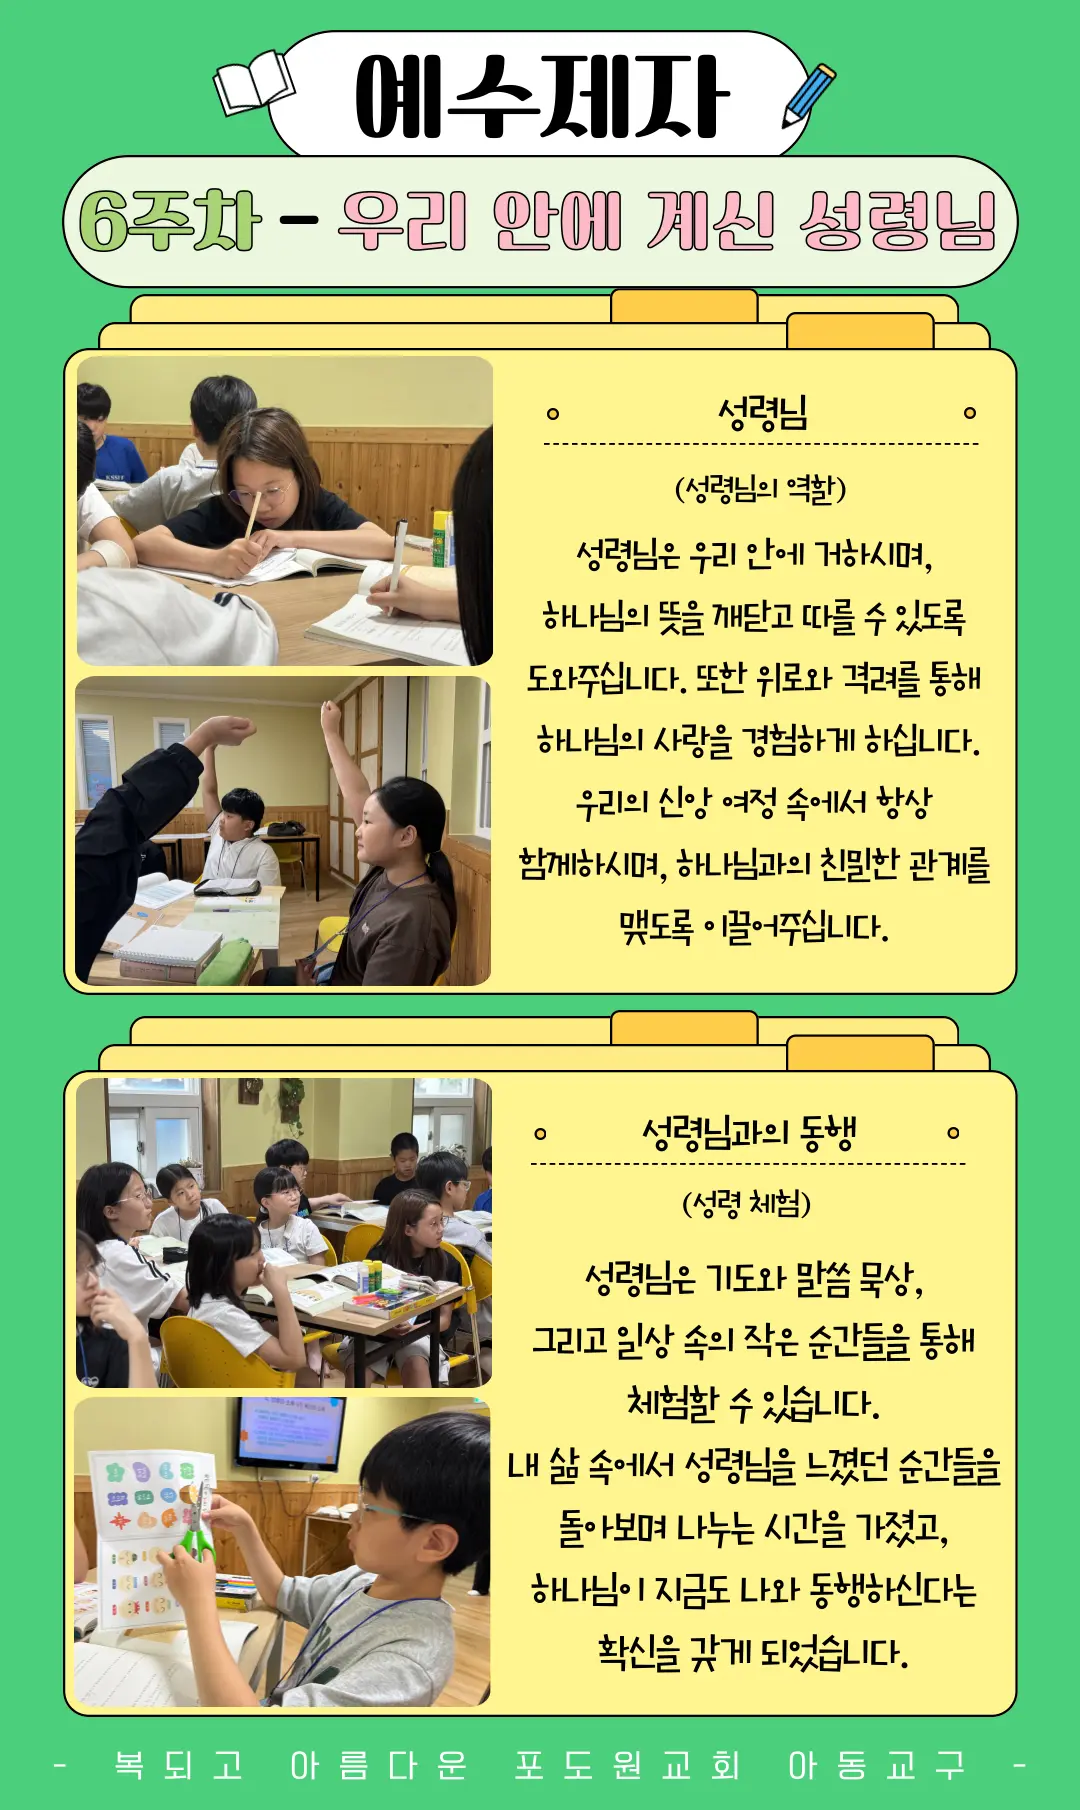 예수제자
6주차 - 우리 안에 계신 성령님
성령님
(성령님의 역할)
성령님은 우리 안에 거하시며,
하나님의 뜻을 깨닫고 따를 수 있도록
도와주십니다. 또한 위로와 격려를 통해
하나님의 사랑을 경험하게 하십니다.
우리의 신앙 여정 속에서 항상
함께하시며, 하나님과의 친밀한 관계를
맺도록 이끌어주십니다.
성령님과의 동행
(성령 체험)
성령님은 기도와 말씀 묵상,
그리고 일상 속의 작은 순간들을 통해
체험할 수 있습니다.
내 삶 속에서 성령님을 느꼈던 순간들을
돌아보며 나누는 시간을 가졌고,
하나님이 지금도 나와 동행하신다는
확신을 갖게 되었습니다.
- 복되고 아름다운 포도원교회 아동교구 -